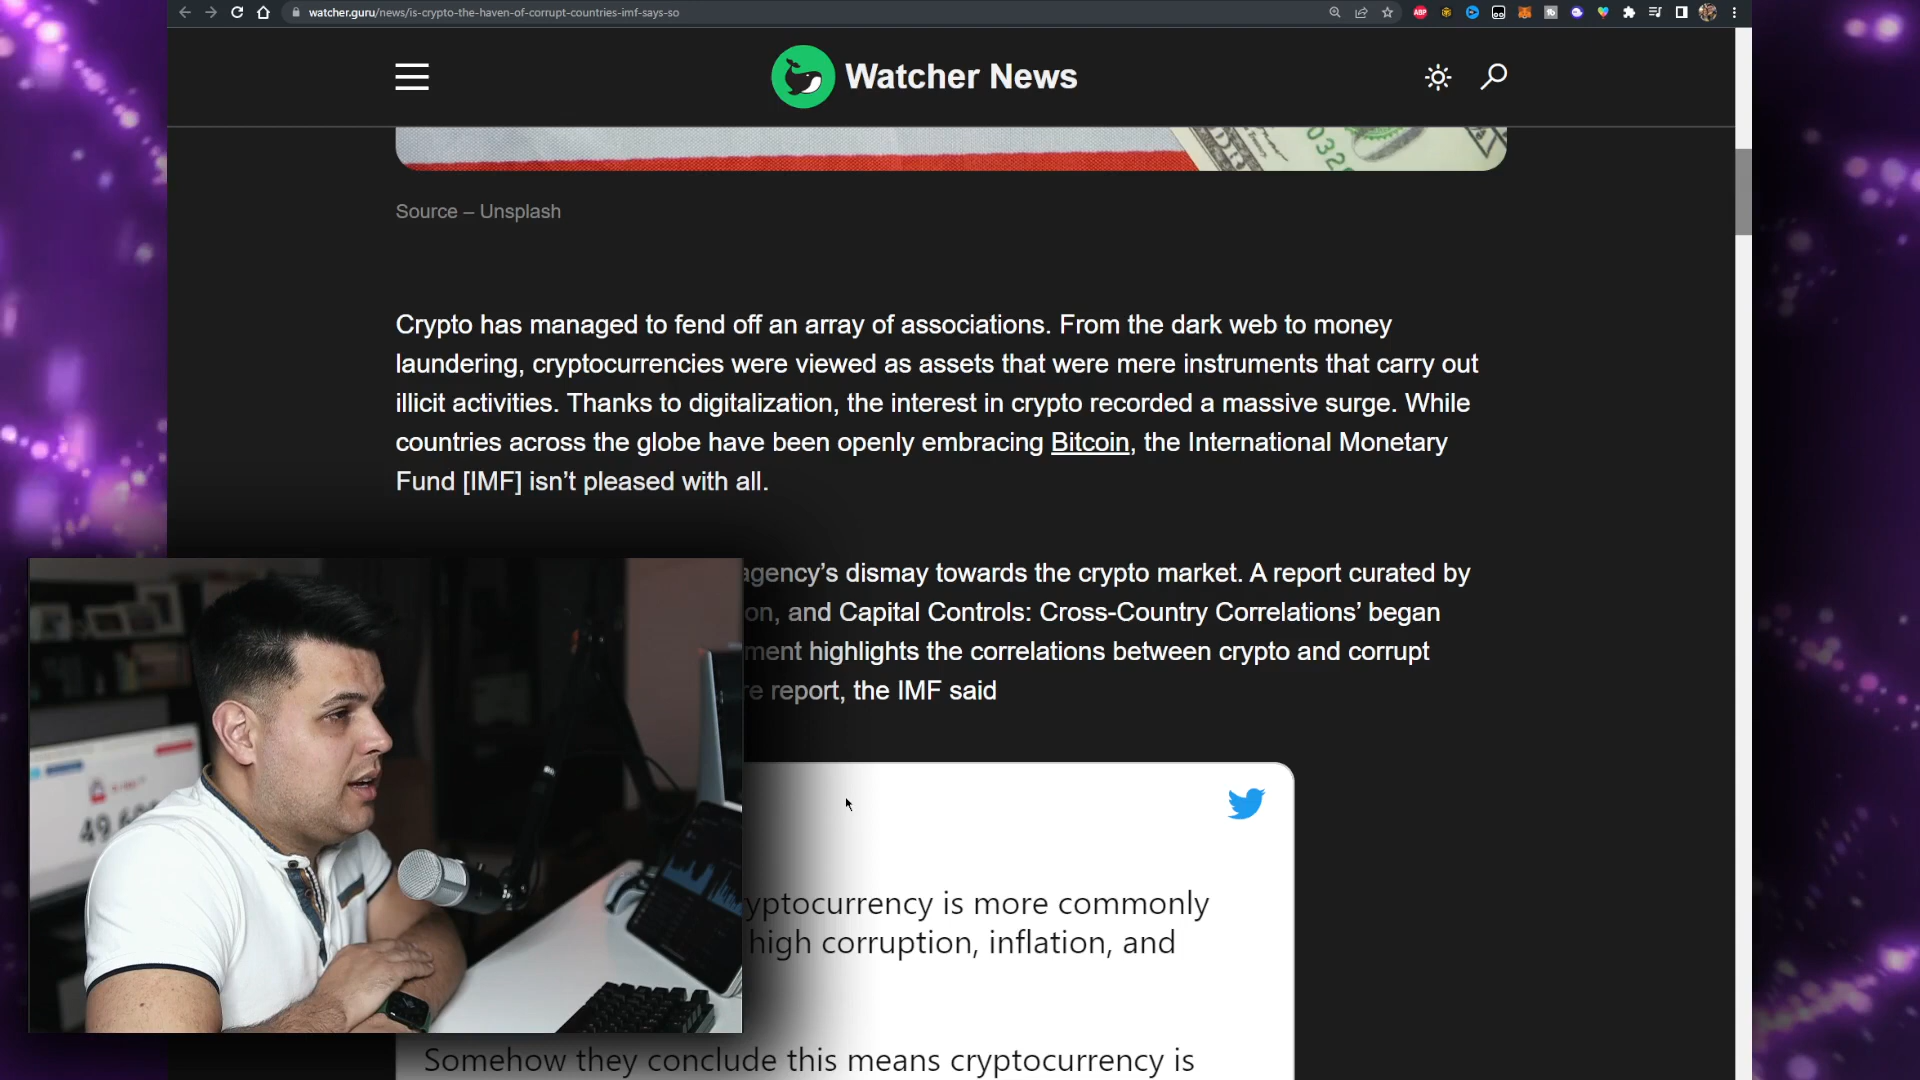 watcher.guru/news/is-crypto-the-haven-of-corrupt-countries-imf-says-so
ABP
Watcher News
Source – Unsplash
Crypto has managed to fend off an array of associations. From the dark web to money
laundering, cryptocurrencies were viewed as assets that were mere instruments that carry out
illicit activities. Thanks to digitalization, the interest in crypto recorded a massive surge. While
countries across the globe have been openly embracing Bitcoin, the International Monetary
Fund [IMF] isn’t pleased with all.
agency’s dismay towards the crypto market. A report curated by
on, and Capital Controls: Cross-Country Correlations’ began
ment highlights the correlations between crypto and corrupt
re report, the IMF said
yptocurrency is more commonly
high corruption, inflation, and
Somehow they conclude this means cryptocurrency is